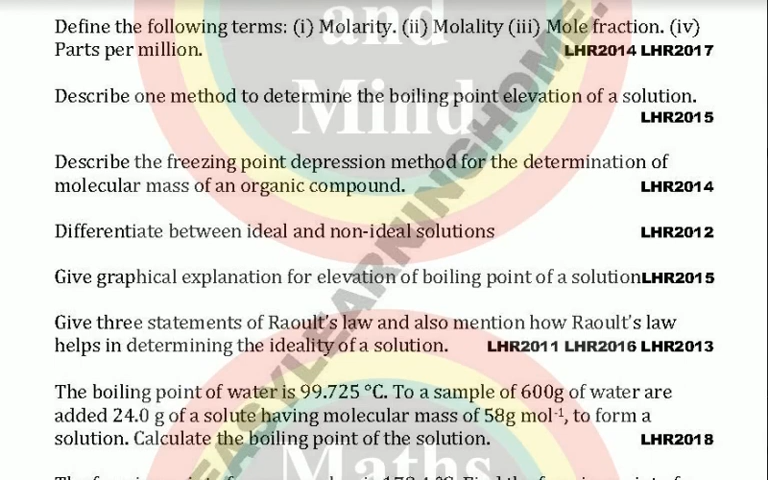 and
Mind
Define the following terms: (i) Molarity. (ii) Molality (iii) Mole fraction. (iv)
Parts per million. LHR2014 LHR2017
Describe one method to determine the boiling point elevation of a solution.
LHR2015
Describe the freezing point depression method for the determination of
molecular mass of an organic compound. LHR2014
Differentiate between ideal and non-ideal solutions LHR2012
Give graphical explanation for elevation of boiling point of a solutionLHR2015
Give three statements of Raoult's law and also mention how Raoult's law
helps in determining the ideality of a solution. LHR2011 LHR2016 LHR2013
The boiling point of water is 99.725 °C. To a sample of 600g of water are
added 24.0 g of a solute having molecular mass of 58g mol⁻¹, to form a
solution. Calculate the boiling point of the solution. LHR2018
EASYLEARNINGHOME.
Maths